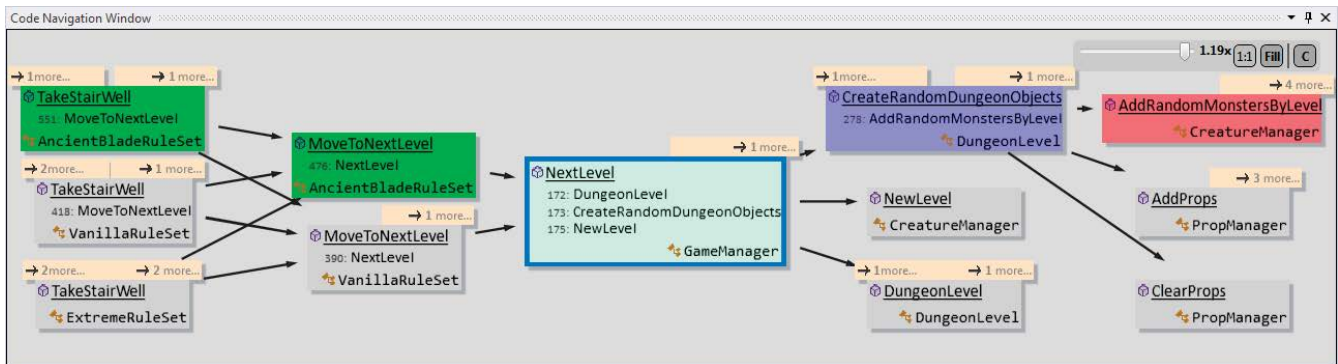 Code Navigation Window
1.19x 1:1 Fill C
→ 1more... → 1 more...
TakeStairWell
551: MoveToNextLevel
AncientBladeRuleSet
→ 2more... → 1 more...
TakeStairWell
418: MoveToNextLevel
VanillaRuleSet
→ 2more... → 2 more...
TakeStairWell
ExtremeRuleSet
MoveToNextLevel
476: NextLevel
AncientBladeRuleSet
→ 1 more...
MoveToNextLevel
390: NextLevel
VanillaRuleSet
→ 1 more...
NextLevel
172: DungeonLevel
173: CreateRandomDungeonObjects
175: NewLevel
GameManager
→ 1more... → 1 more...
CreateRandomDungeonObjects
278: AddRandomMonstersByLevel
DungeonLevel
NewLevel
CreatureManager
→ 1more... → 1 more...
DungeonLevel
DungeonLevel
→ 4 more...
AddRandomMonstersByLevel
CreatureManager
→ 3 more...
AddProps
PropManager
ClearProps
PropManager